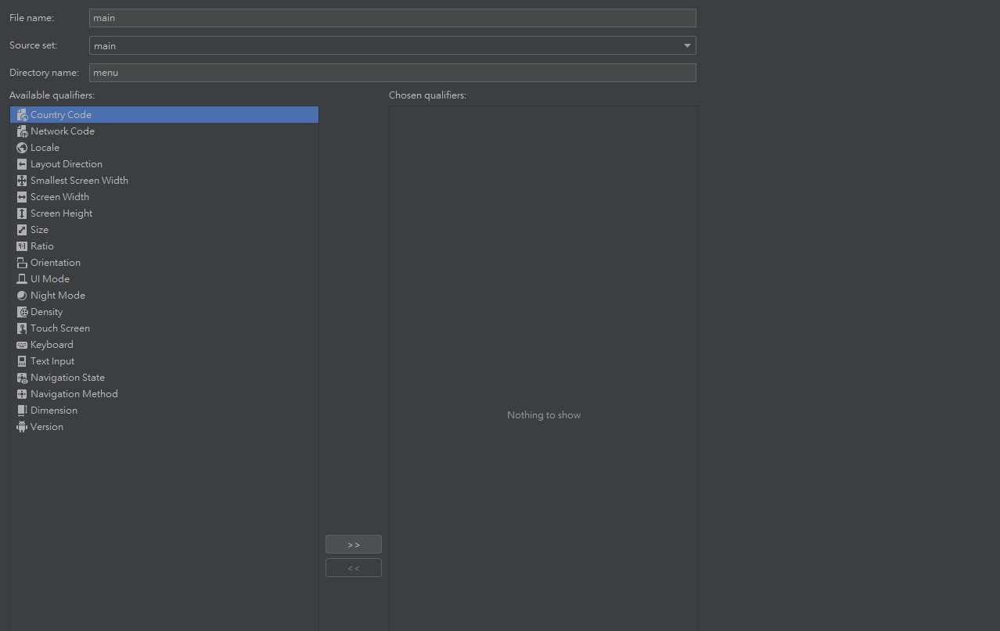 File name: main
Source set: main
Directory name: menu
Available qualifiers:
Chosen qualifiers:
Country Code
Network Code
Locale
Layout Direction
Smallest Screen Width
Screen Width
Screen Height
Size
Ratio
Orientation
UI Mode
Night Mode
Density
Touch Screen
Keyboard
Text Input
Navigation State
Navigation Method
Dimension
Version
Nothing to show
>>
<<